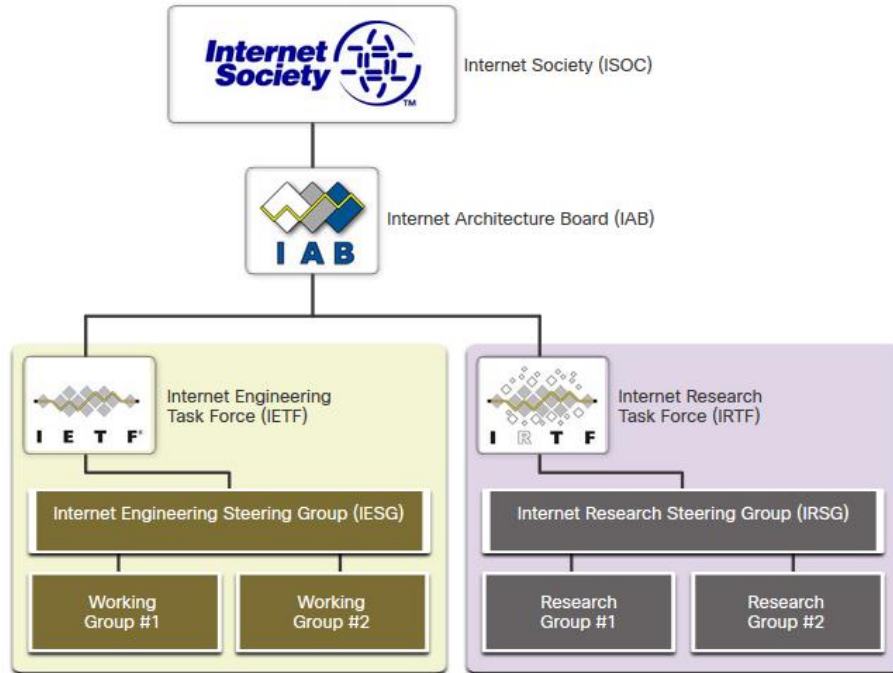 Internet
Society
TM
Internet Society (ISOC)
IAB
Internet Architecture Board (IAB)
IETF®
Internet Engineering
Task Force (IETF)
IRTF
Internet Research
Task Force (IRTF)
Internet Engineering Steering Group (IESG)
Internet Research Steering Group (IRSG)
Working
Group #1
Working
Group #2
Research
Group #1
Research
Group #2